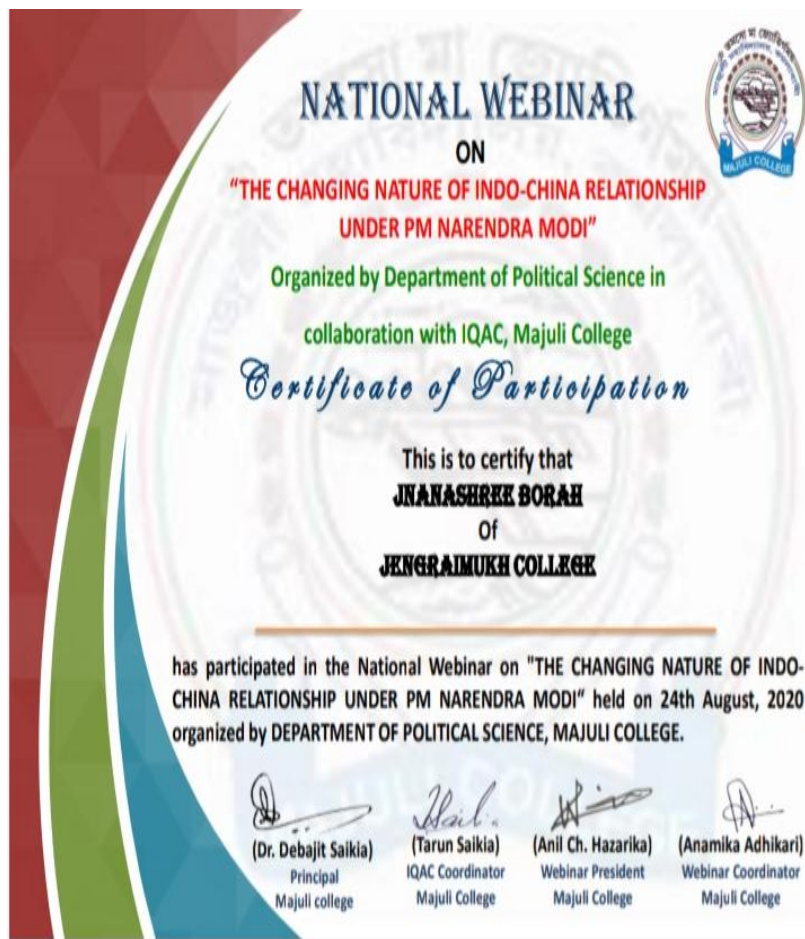 NATIONAL WEBINAR
ON
“THE CHANGING NATURE OF INDO-CHINA RELATIONSHIP
UNDER PM NARENDRA MODI”
Organized by Department of Political Science in
collaboration with IQAC, Majuli College
Certificate of Participation
This is to certify that
JNANASHREE BORAH
Of
JENGRAIMUKH COLLEGE
has participated in the National Webinar on "THE CHANGING NATURE OF INDO-
CHINA RELATIONSHIP UNDER PM NARENDRA MODI“ held on 24th August, 2020
organized by DEPARTMENT OF POLITICAL SCIENCE, MAJULI COLLEGE.
(Dr. Debajit Saikia) (Tarun Saikia) (Anil Ch. Hazarika) (Anamika Adhikari)
Principal IQAC Coordinator Webinar President Webinar Coordinator
Majuli college Majuli College Majuli College Majuli College
MAJULI COLLEGE